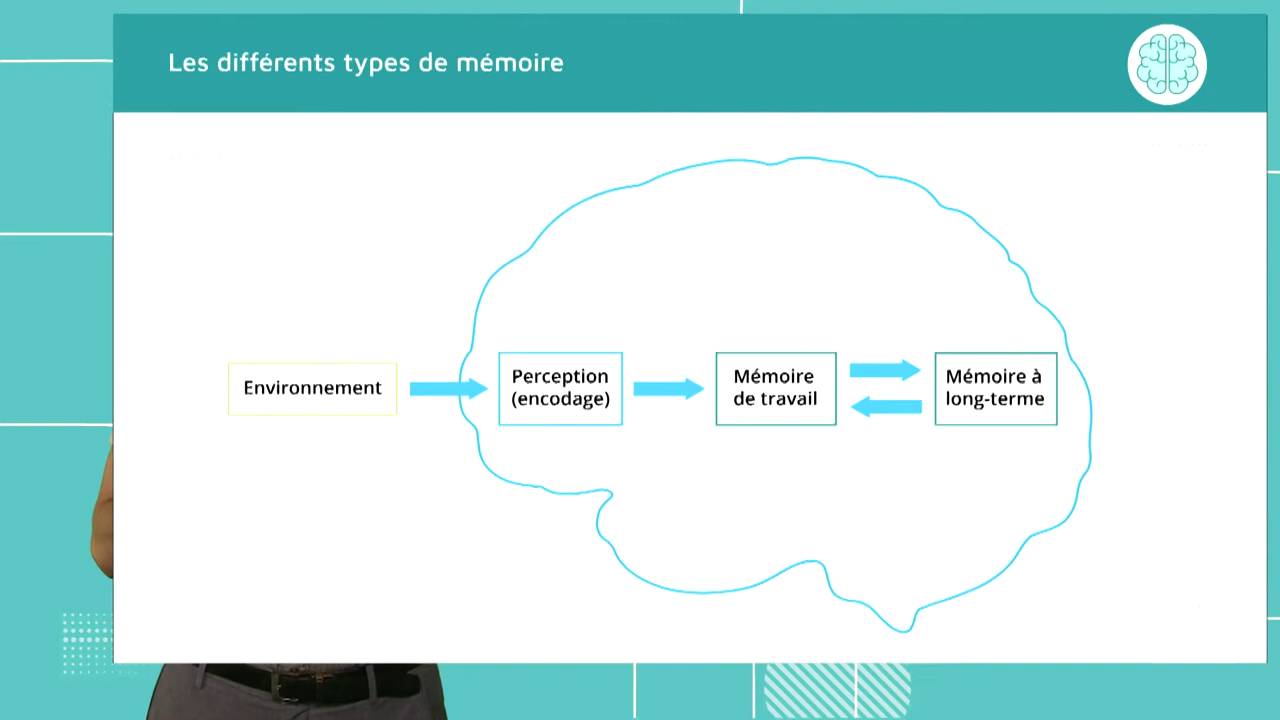 Les différents types de mémoire
Environnement
Perception
(encodage)
Mémoire
de travail
Mémoire à
long-terme